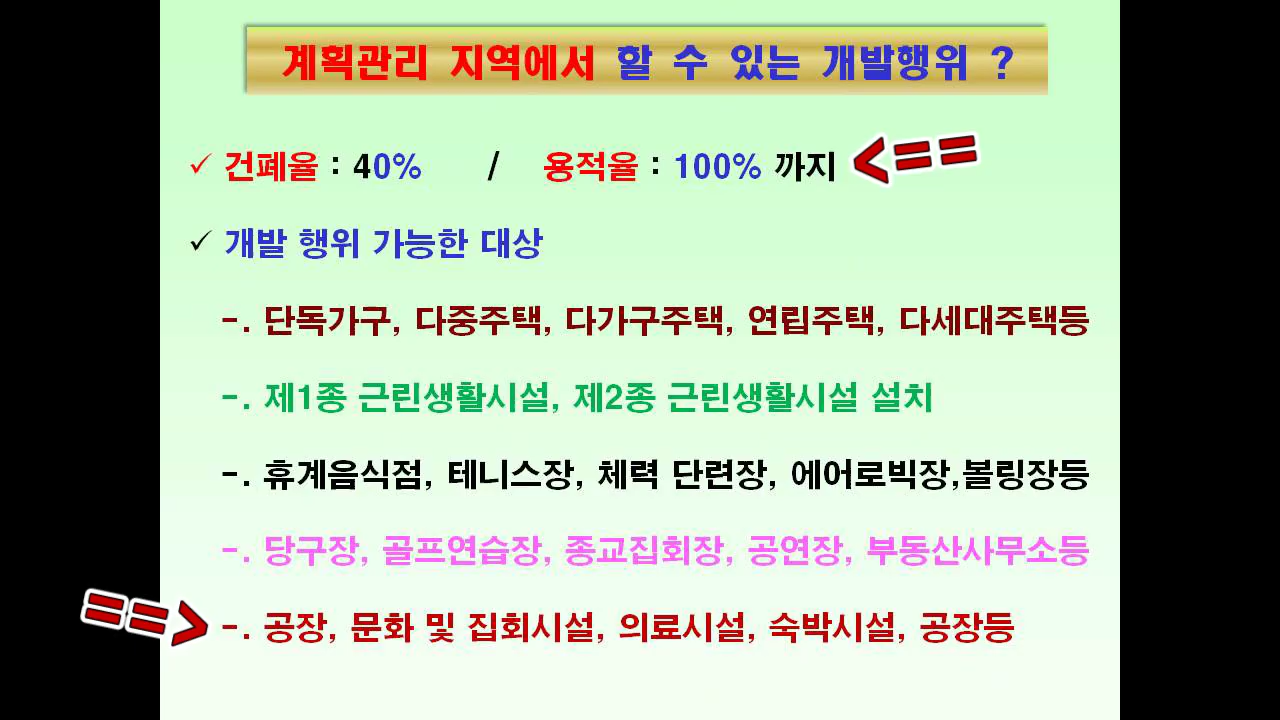 계획관리 지역에서 할 수 있는 개발행위 ?
✓ 건폐율 : 40% / 용적율 : 100% 까지 <==
✓ 개발 행위 가능한 대상
-. 단독가구, 다중주택, 다가구주택, 연립주택, 다세대주택등
-. 제1종 근린생활시설, 제2종 근린생활시설 설치
-. 휴계음식점, 테니스장, 체력 단련장, 에어로빅장,볼링장등
-. 당구장, 골프연습장, 종교집회장, 공연장, 부동산사무소등
==> -. 공장, 문화 및 집회시설, 의료시설, 숙박시설, 공장등